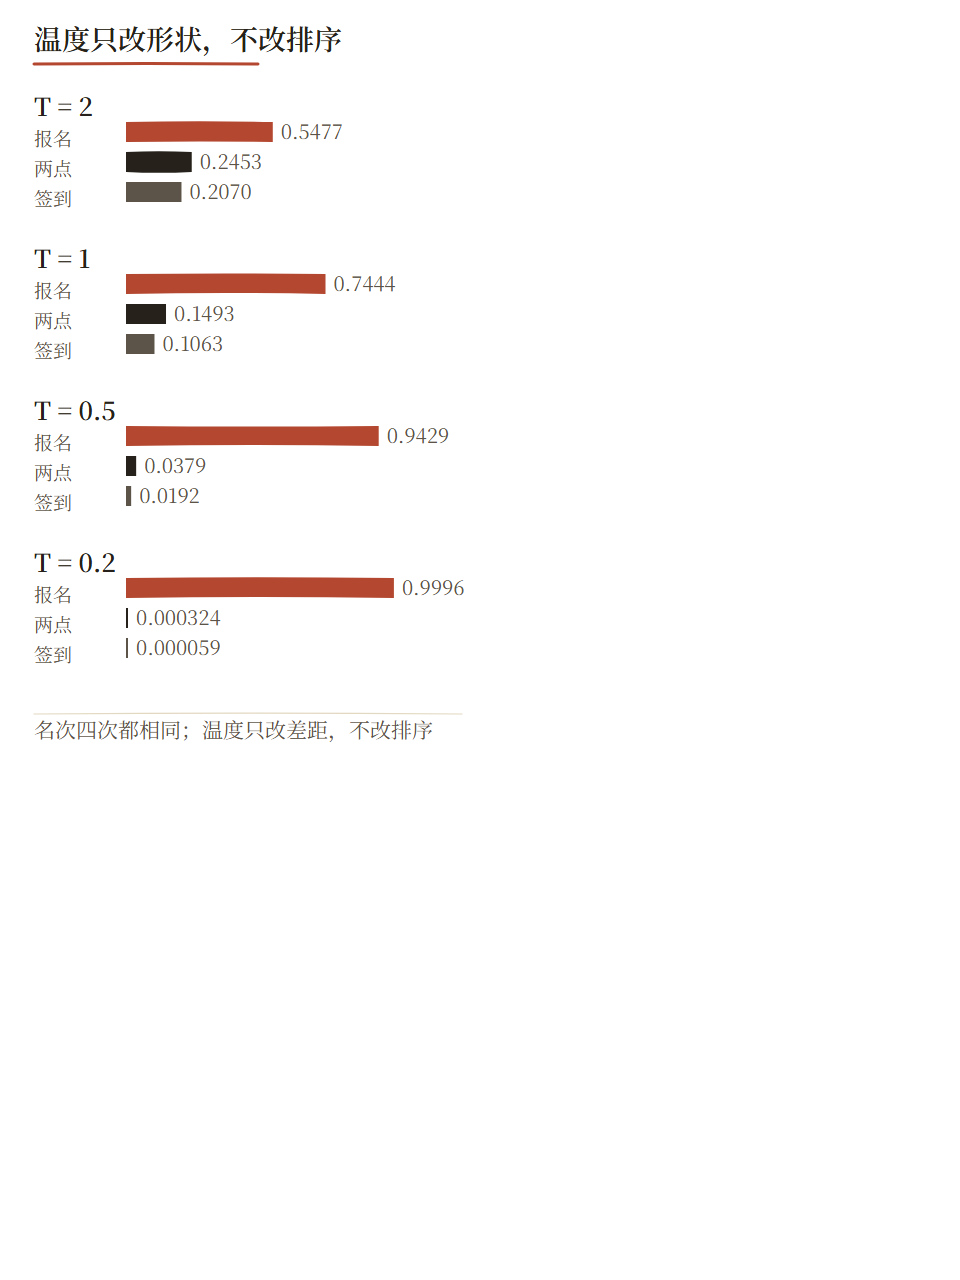 温度只改形状，不改排序
T = 2
报名 0.5477
两点 0.2453
签到 0.2070
T = 1
报名 0.7444
两点 0.1493
签到 0.1063
T = 0.5
报名 0.9429
两点 0.0379
签到 0.0192
T = 0.2
报名 0.9996
两点 0.000324
签到 0.000059
名次四次都相同；温度只改差距，不改排序